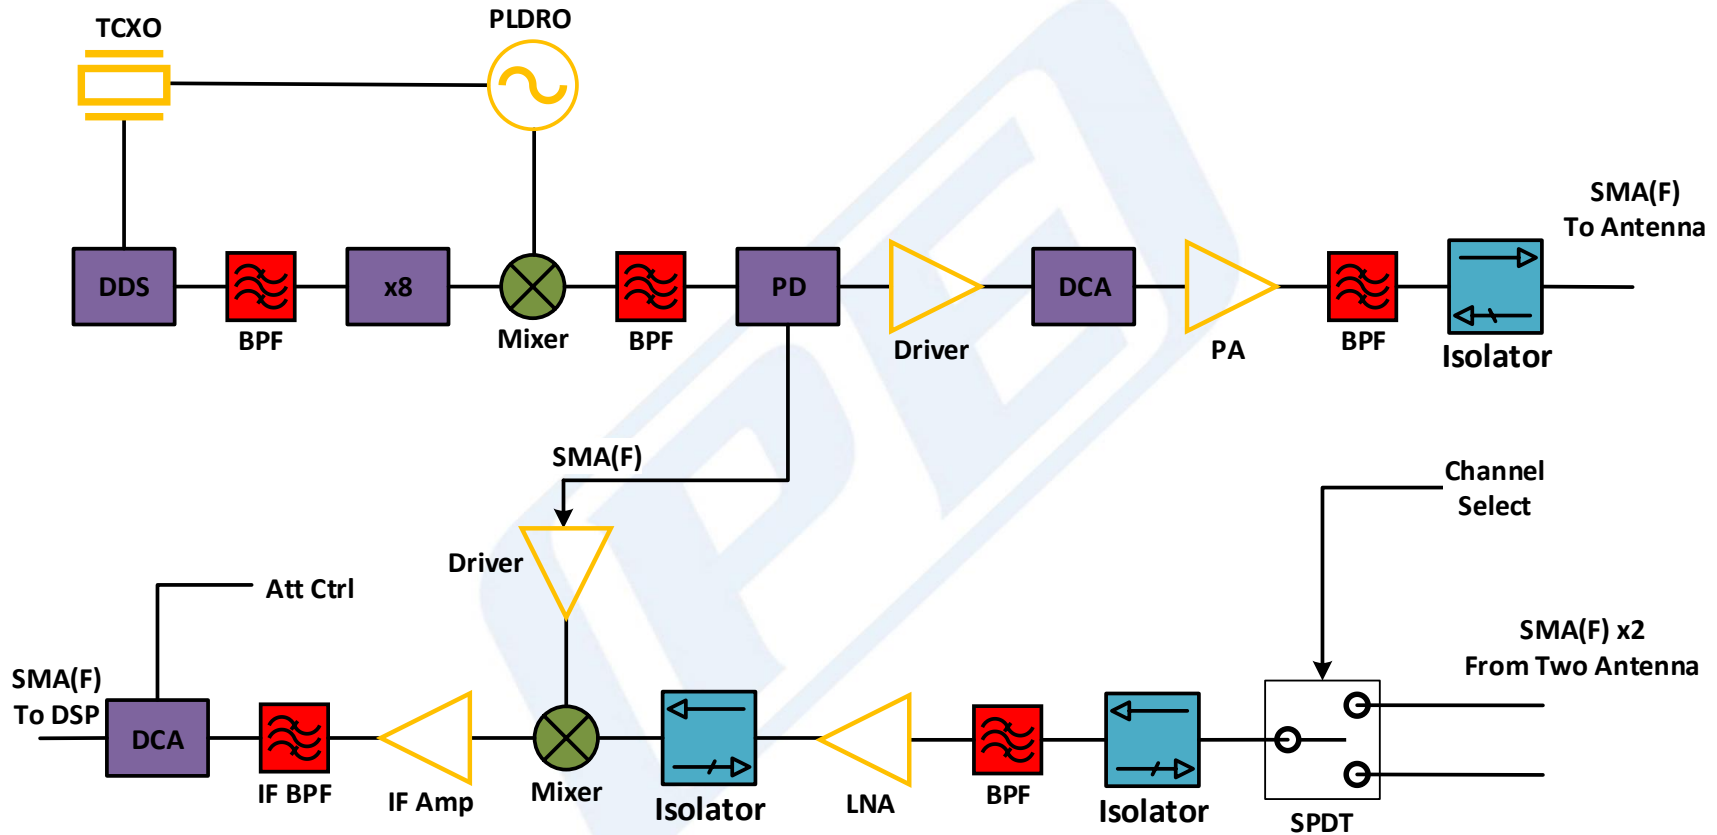 TCXO
PLDRO
SMA(F)
To Antenna
DDS
BPF
x8
Mixer
BPF
PD
Driver
DCA
PA
BPF
Isolator
SMA(F)
Channel
Select
Driver
Att Ctrl
SMA(F) x2
From Two Antenna
SMA(F)
To DSP
DCA
IF BPF
IF Amp
Mixer
Isolator
LNA
BPF
Isolator
SPDT
PE